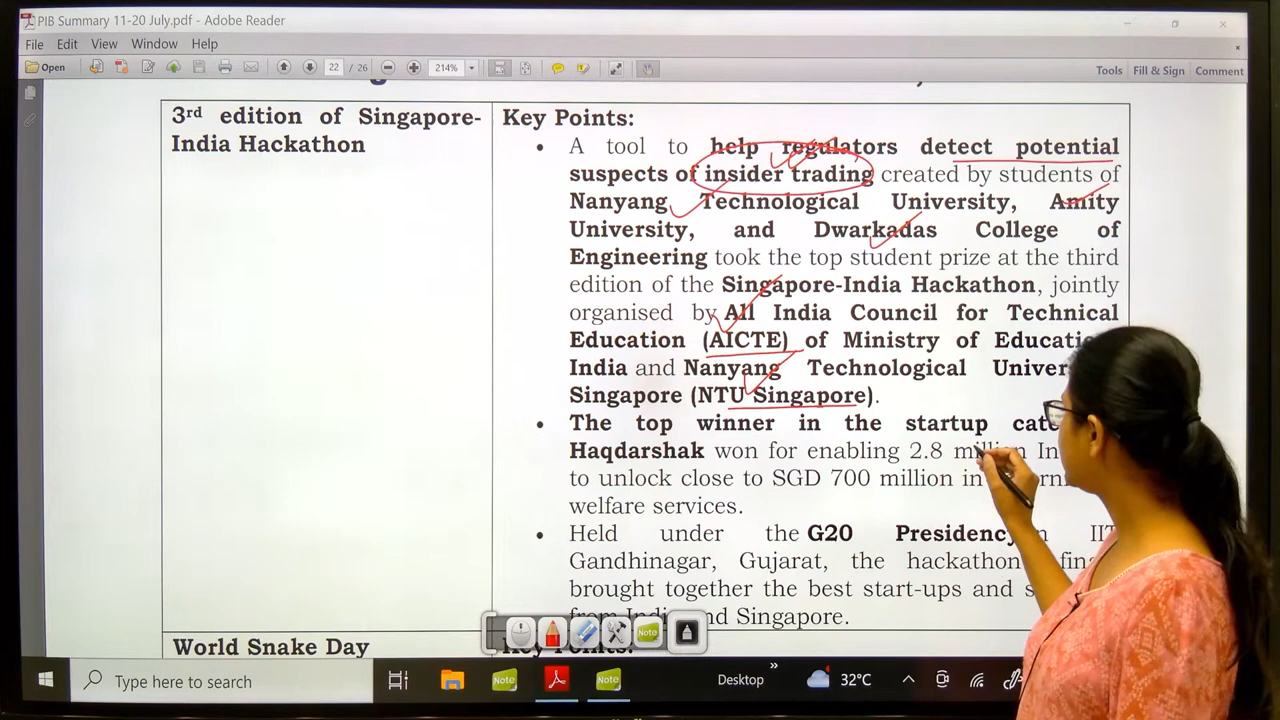 PIB Summary 11-20 July.pdf - Adobe Reader
File Edit View Window Help
Open 22 / 26 214% Tools Fill & Sign Comment
3rd edition of Singapore-
India Hackathon
Key Points:
• A tool to help regulators detect potential
suspects of insider trading created by students of
Nanyang Technological University, Amity
University, and Dwarkadas College of
Engineering took the top student prize at the third
edition of the Singapore-India Hackathon, jointly
organised by All India Council for Technical
Education (AICTE) of Ministry of Education
India and Nanyang Technological
Singapore (NTU Singapore).
• The top winner in the startup
Haqdarshak won for enabling 2.8 million
to unlock close to SGD 700 million in
welfare services.
• Held under the G20 Presidency
Gandhinagar, Gujarat, the hackathon
brought together the best start-ups and
Singapore.
World Snake Day
Key Points:
Note
Type here to search
Note
Note
Desktop
32°C